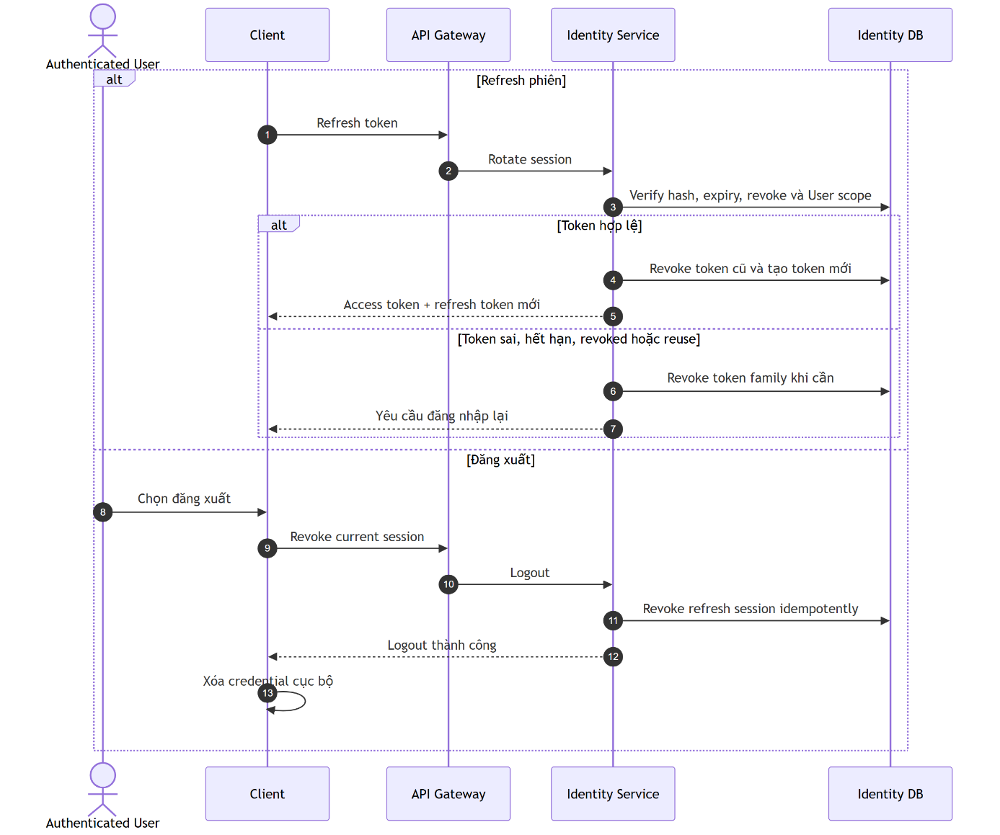 Client
API Gateway
Identity Service
Identity DB
Authenticated User
alt
[Refresh phiên]
Refresh token
1
Rotate session
2
Verify hash, expiry, revoke và User scope
3
alt
[Token hợp lệ]
Revoke token cũ và tạo token mới
4
Access token + refresh token mới
5
[Token sai, hết hạn, revoked hoặc reuse]
Revoke token family khi cần
6
Yêu cầu đăng nhập lại
7
[Đăng xuất]
Chọn đăng xuất
8
Revoke current session
9
Logout
10
Revoke refresh session idempotently
11
Logout thành công
12
Xóa credential cục bộ
13
Client
API Gateway
Identity Service
Identity DB
Authenticated User